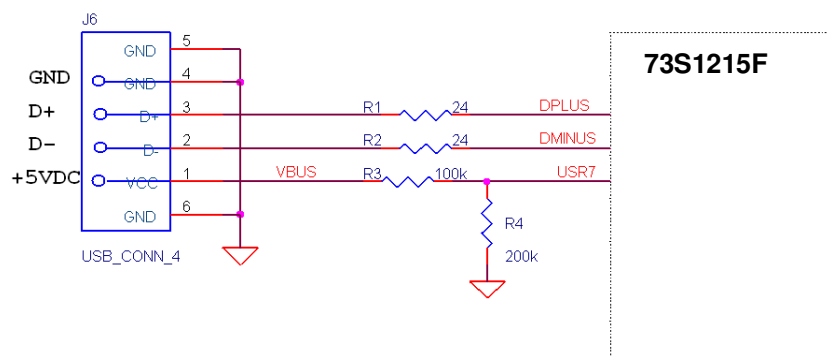 J6
73S1215F
GND 5
GND GND 4
D+ D+ 3 R1 24 DPLUS
D- D- 2 R2 24 DMINUS
+5VDC VCC 1 VBUS R3 100k USR7
GND 6
R4
200k
USB_CONN_4